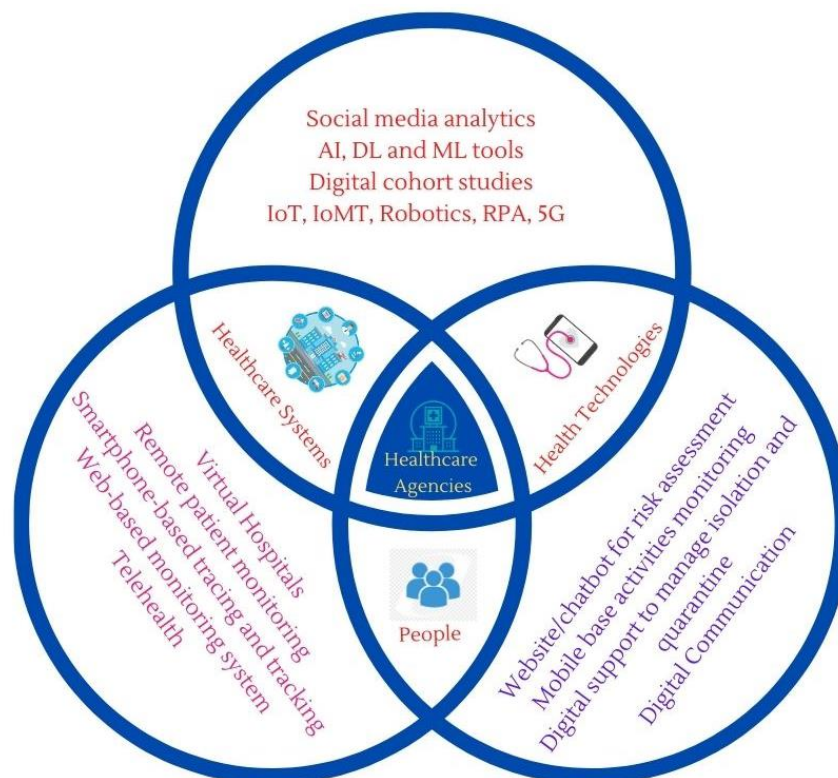 Social media analytics
AI, DL and ML tools
Digital cohort studies
IoT, IoMT, Robotics, RPA, 5G
Healthcare Systems
Health Technologies
Healthcare
Agencies
People
Virtual Hospitals
Remote patient monitoring
Smartphone-based tracing and tracking
Web-based monitoring system
Telehealth
Website/chatbot for risk assessment
Mobile base activities monitoring
Digital support to manage isolation and
quarantine
Digital Communication